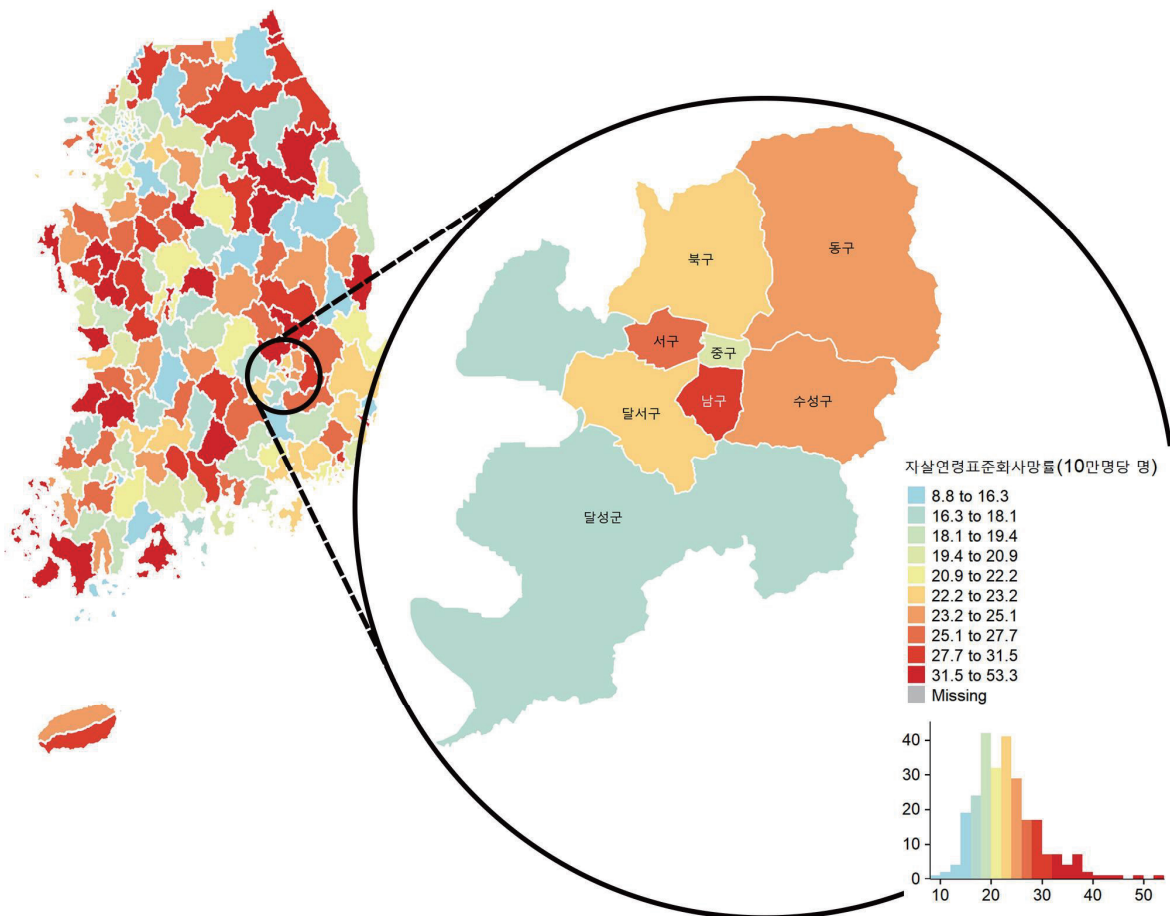 북구
동구
서구
중구
달서구
남구
수성구
달성군
자살연령표준화사망률(10만명당 명)
8.8 to 16.3
16.3 to 18.1
18.1 to 19.4
19.4 to 20.9
20.9 to 22.2
22.2 to 23.2
23.2 to 25.1
25.1 to 27.7
27.7 to 31.5
31.5 to 53.3
Missing
40
30
20
10
0
10 20 30 40 50